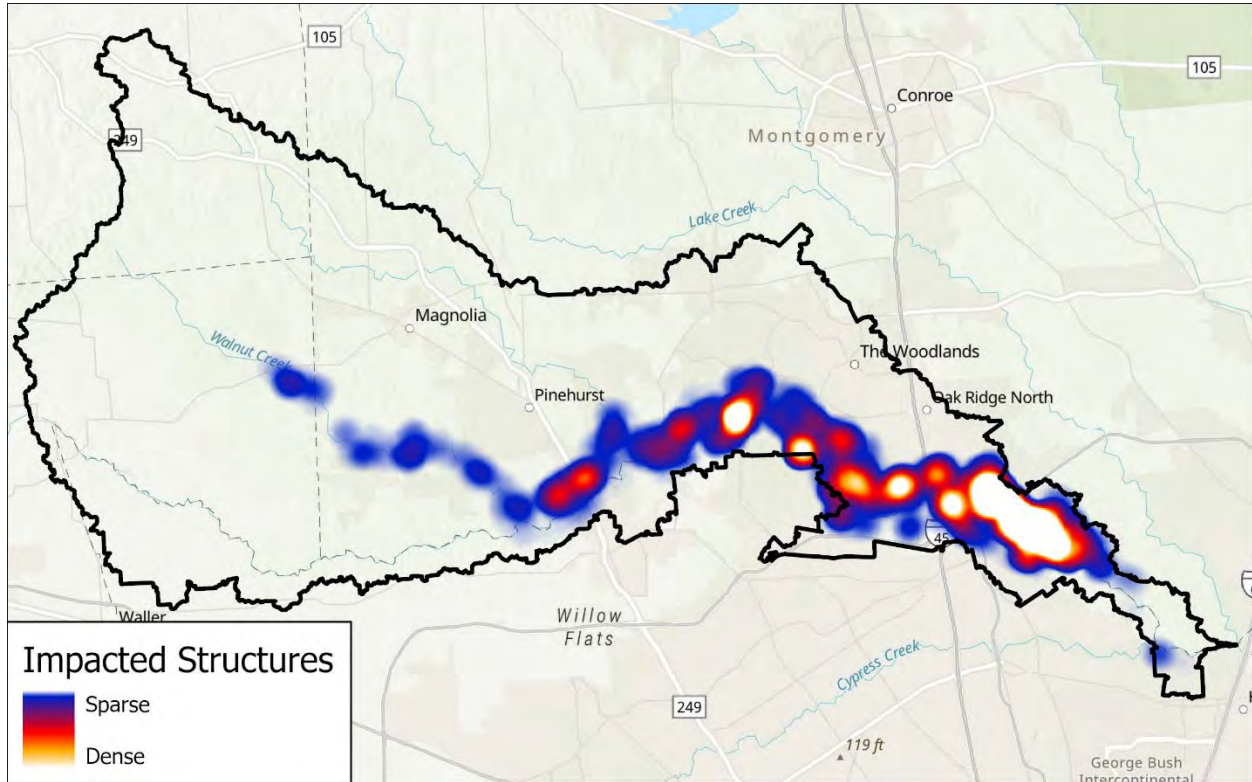 105
105
Conroe
Montgomery
249
Lake Creek
Magnolia
Walnut Creek
The Woodlands
Pinehurst
Oak Ridge North
45
Waller
Willow
Flats
Cypress Creek
249
119 ft
George Bush
Intercontinental
Impacted Structures
Sparse
Dense